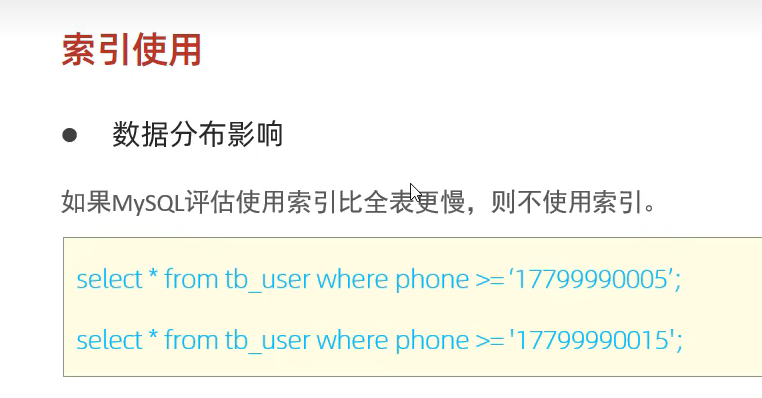 索引使用
● 数据分布影响
如果MySQL评估使用索引比全表更慢，则不使用索引。
select * from tb_user where phone >= ‘17799990005’;
select * from tb_user where phone >= '17799990015';